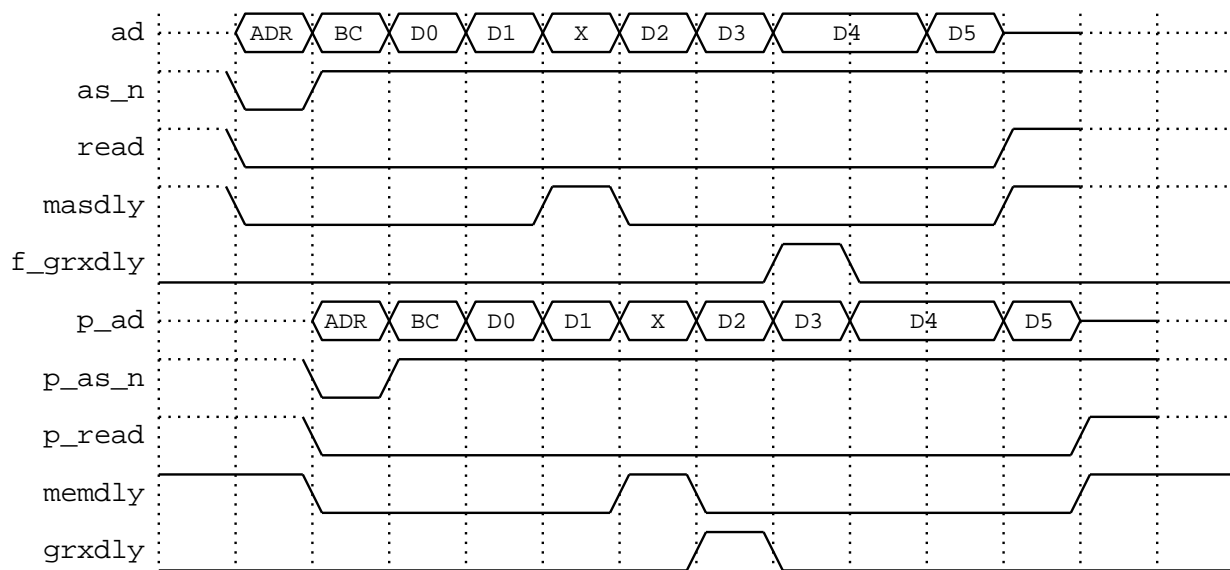 ad ADR BC D0 D1 X D2 D3 D4 D5
as_n
read
masdly
f_grxdly
p_ad ADR BC D0 D1 X D2 D3 D4 D5
p_as_n
p_read
memdly
grxdly